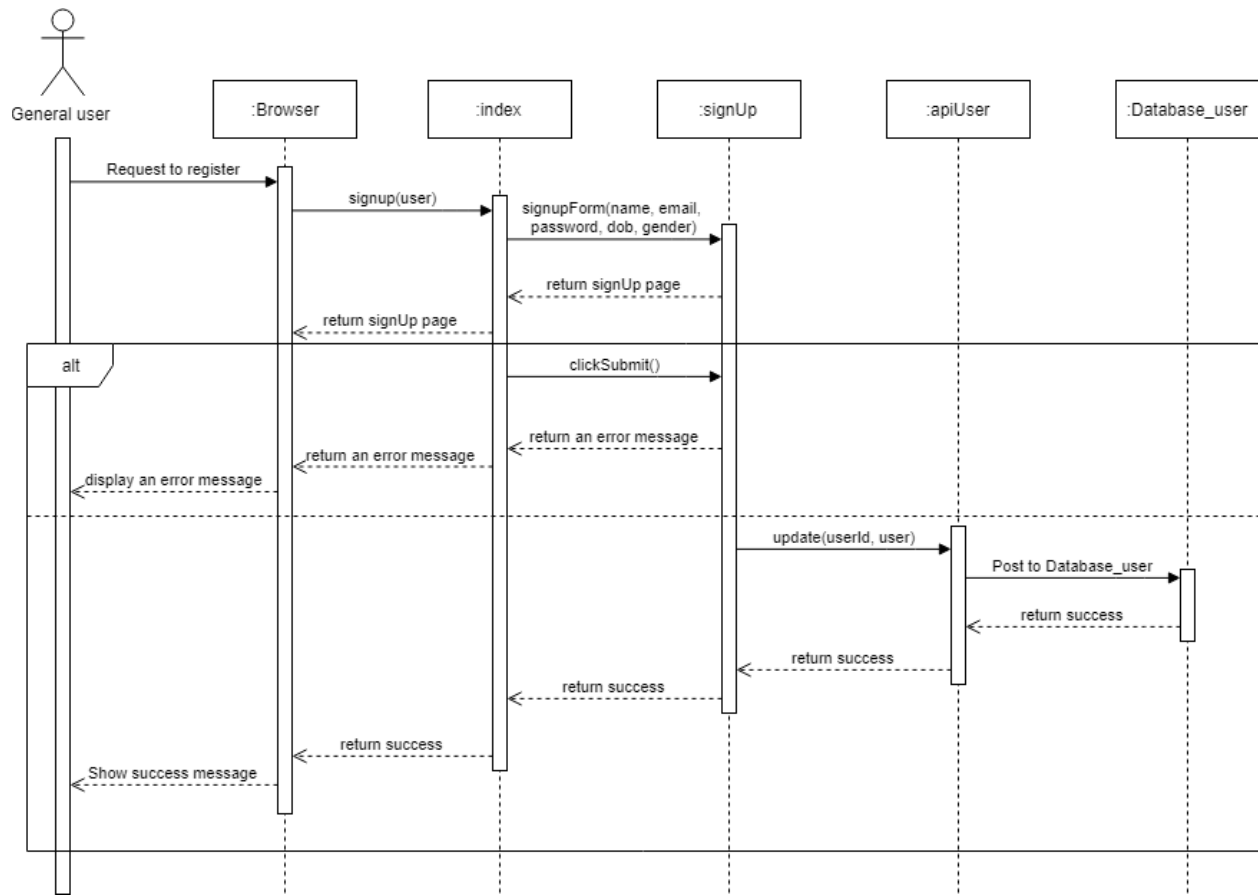 General user
:Browser
:index
:signUp
:apiUser
:Database_user
Request to register
signup(user)
signupForm(name, email,
password, dob, gender)
return signUp page
return signUp page
alt
clickSubmit()
return an error message
return an error message
display an error message
update(userId, user)
Post to Database_user
return success
return success
return success
return success
Show success message